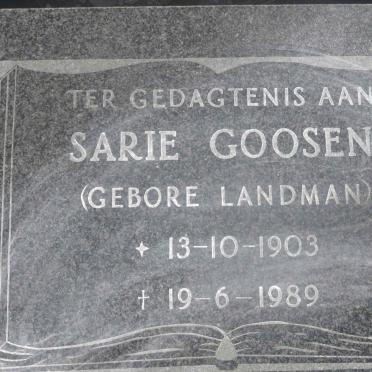 TER GEDAGTENIS AAN
SARIE GOOSEN
(GEBORE LANDMAN)
✦ 13-10-1903
† 19-6-1989